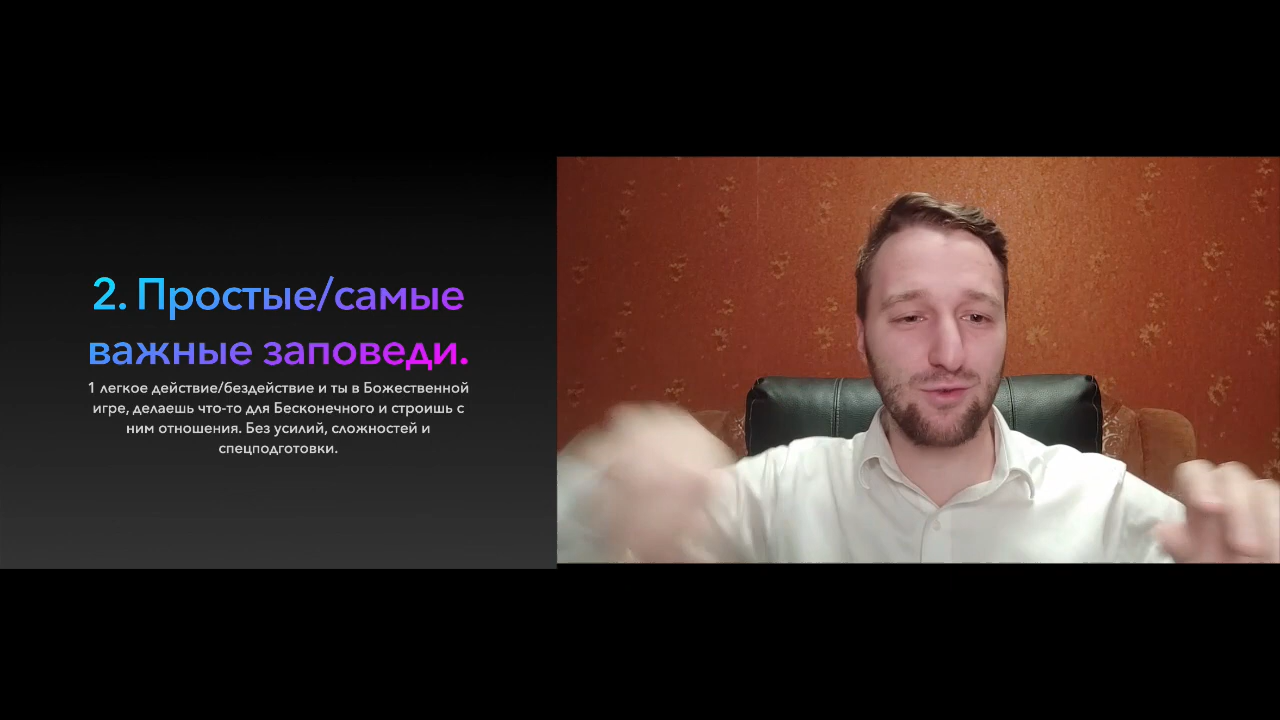 2. Простые/самые
важные заповеди.
1 легкое действие/бездействие и ты в Божественной
игре, делаешь что-то для Бесконечного и строишь с
ним отношения. Без усилий, сложностей и
спецподготовки.